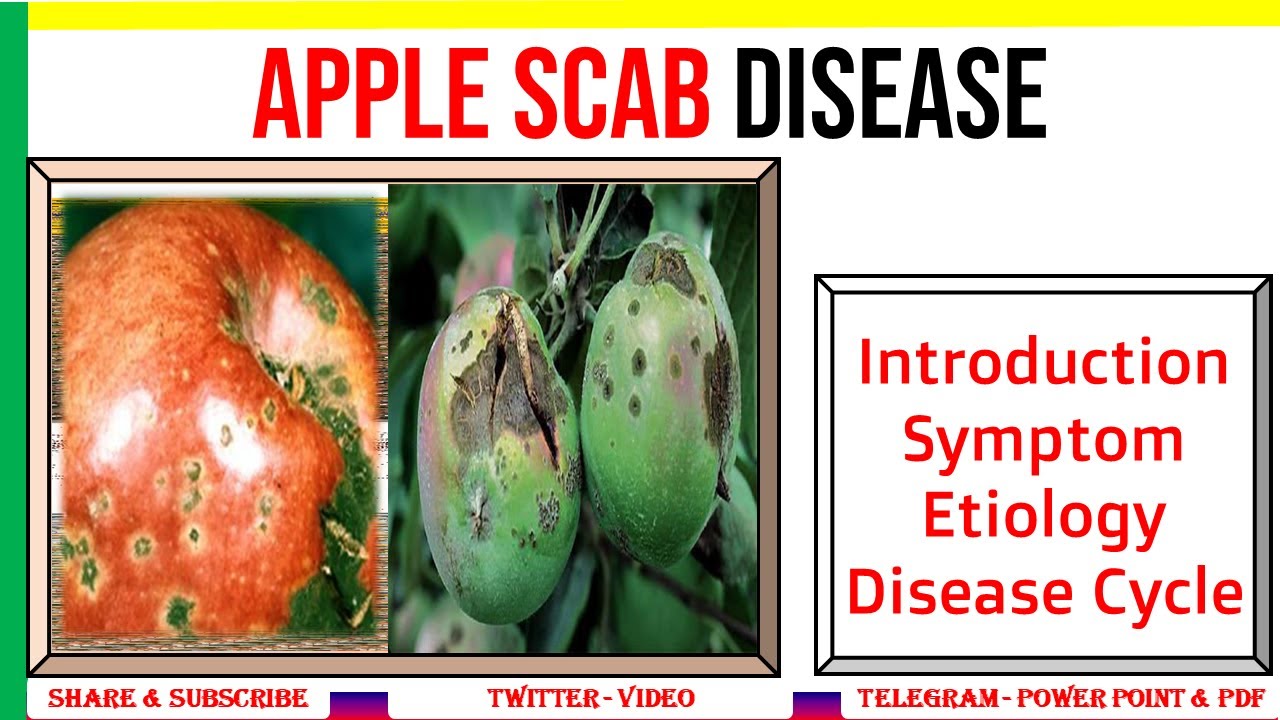 APPLE SCAB DISEASE
Introduction
Symptom
Etiology
Disease Cycle
SHARE & SUBSCRIBE
TWITTER - VIDEO
TELEGRAM - POWER POINT & PDF